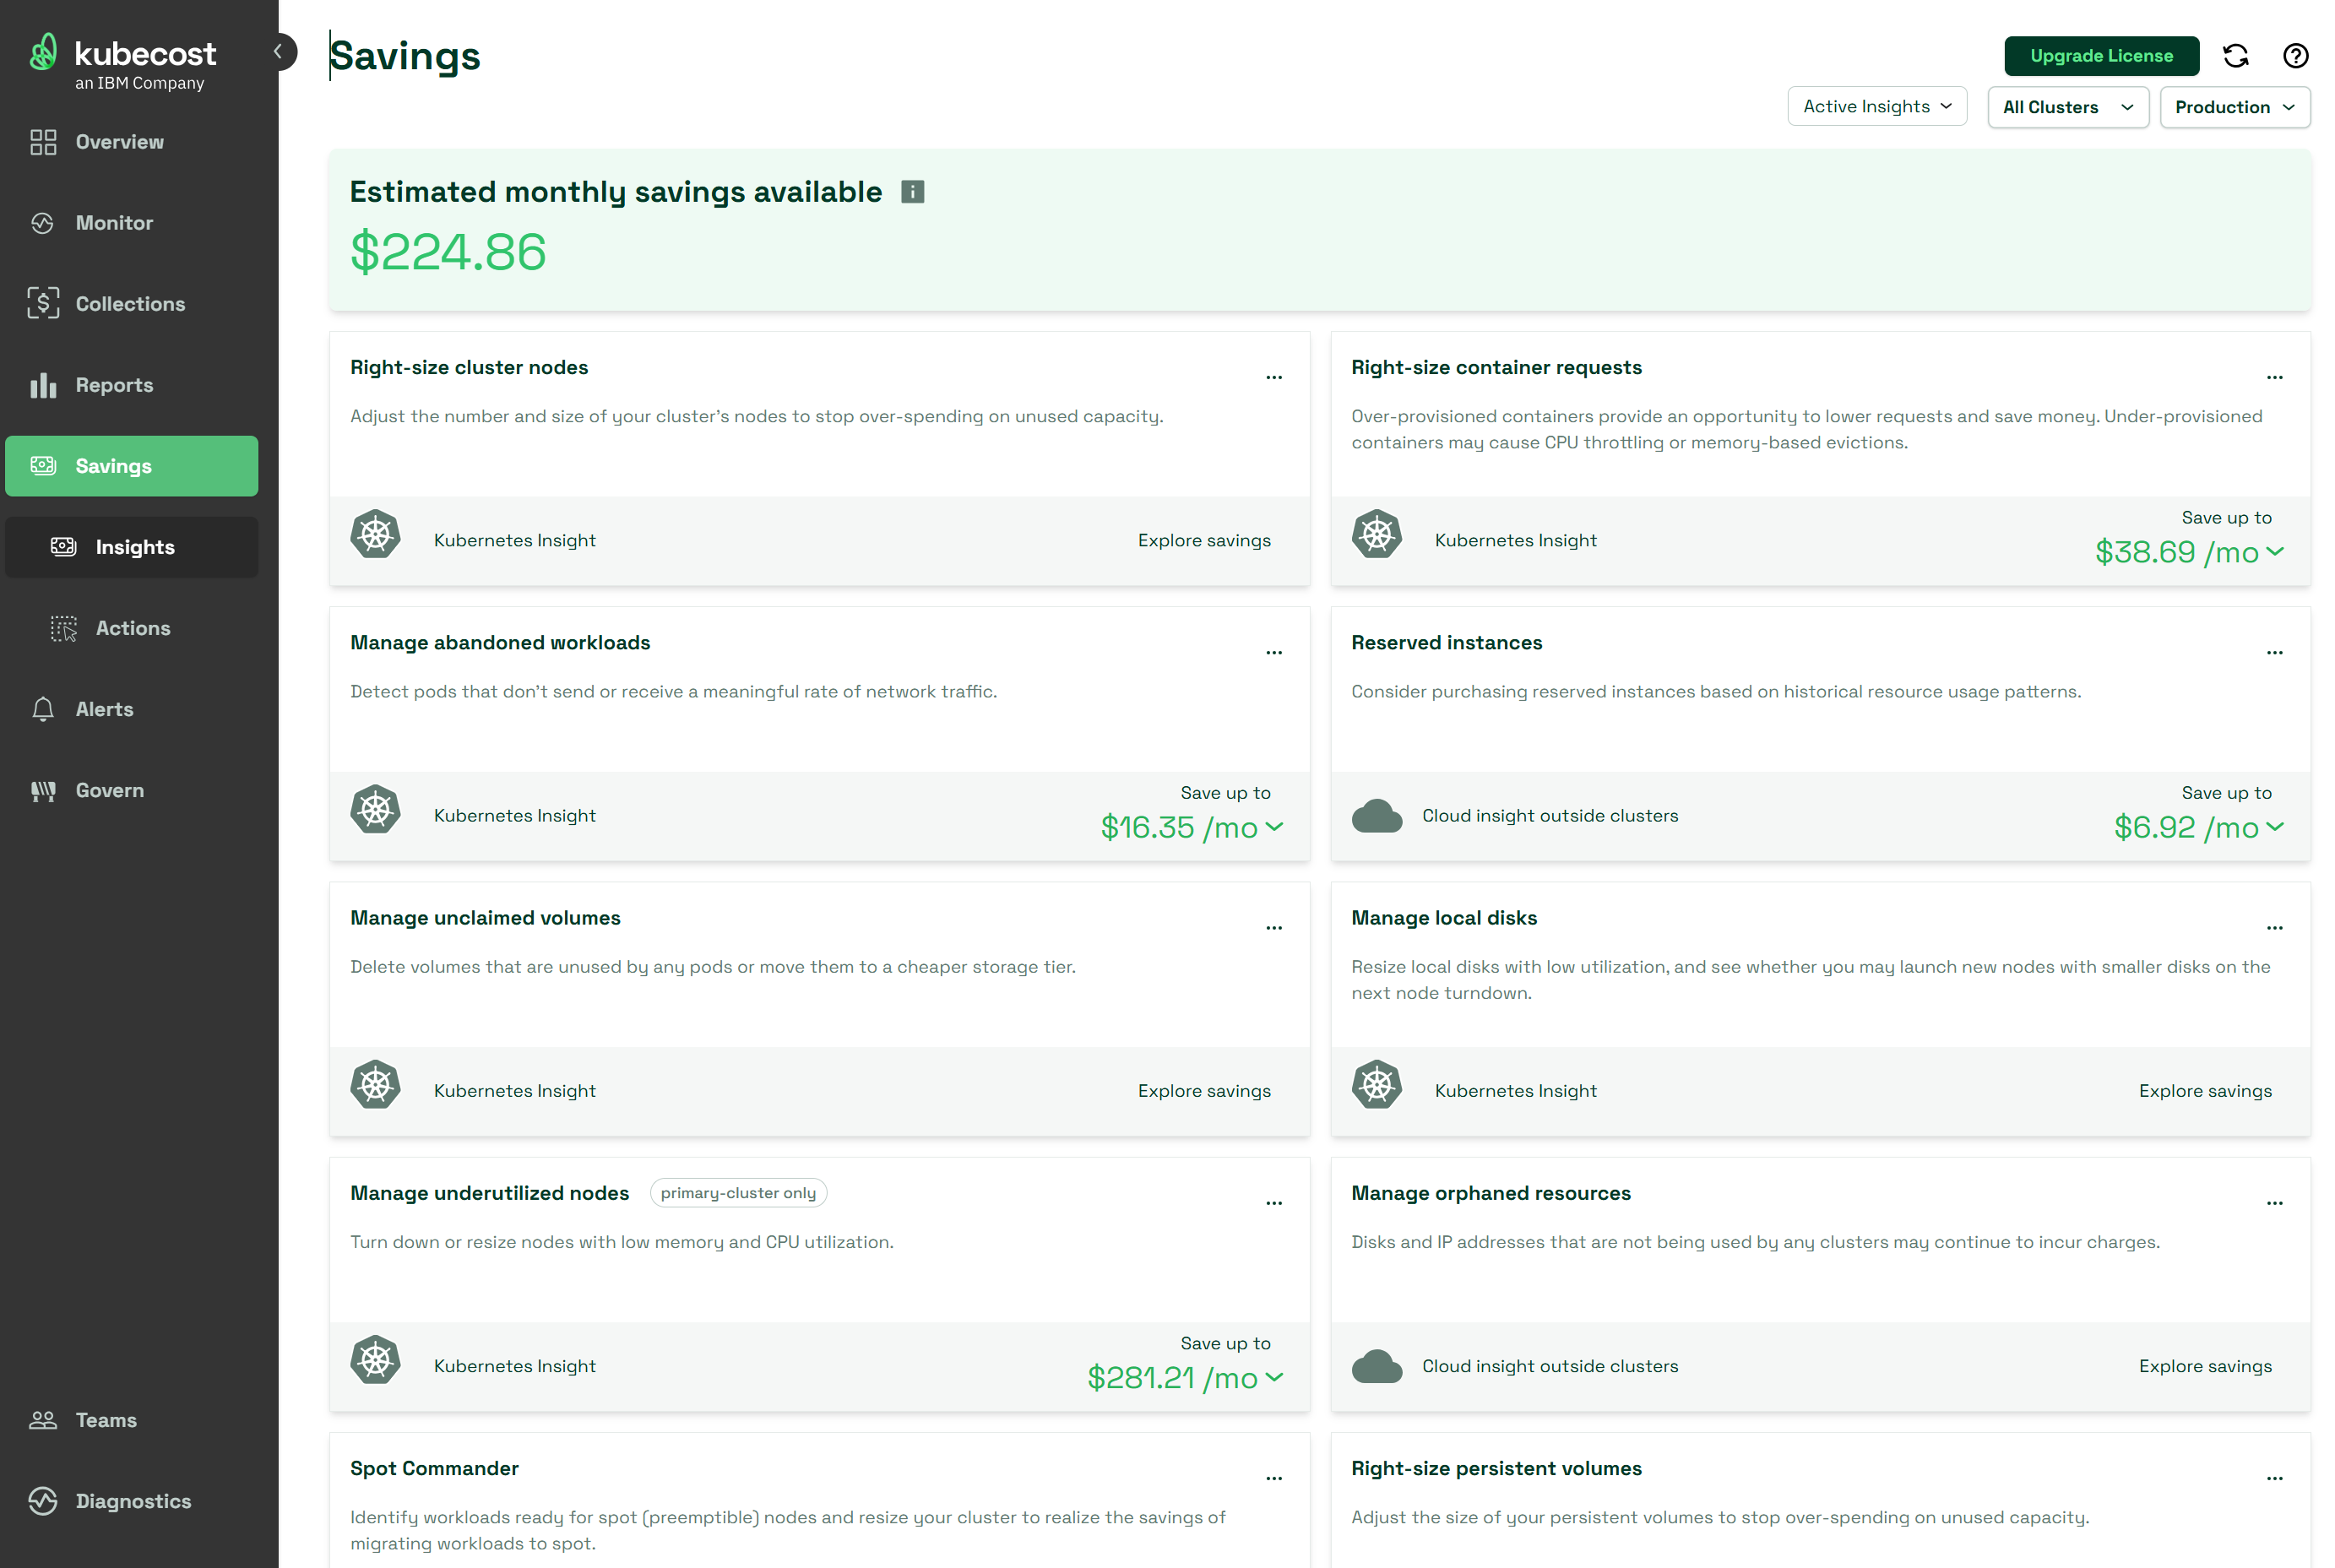 kubecost
an IBM Company
Overview
Monitor
Collections
Reports
Savings
Insights
Actions
Alerts
Govern
Teams
Diagnostics
Savings
Upgrade License
Active Insights
All Clusters
Production
Estimated monthly savings available
$224.86
Right-size cluster nodes
...
Adjust the number and size of your cluster's nodes to stop over-spending on unused capacity.
Kubernetes Insight
Explore savings
Right-size container requests
...
Over-provisioned containers provide an opportunity to lower requests and save money. Under-provisioned
containers may cause CPU throttling or memory-based evictions.
Kubernetes Insight
Save up to
$38.69 /mo
Manage abandoned workloads
...
Detect pods that don't send or receive a meaningful rate of network traffic.
Kubernetes Insight
Save up to
$16.35 /mo
Reserved instances
...
Consider purchasing reserved instances based on historical resource usage patterns.
Cloud insight outside clusters
Save up to
$6.92 /mo
Manage unclaimed volumes
...
Delete volumes that are unused by any pods or move them to a cheaper storage tier.
Kubernetes Insight
Explore savings
Manage local disks
...
Resize local disks with low utilization, and see whether you may launch new nodes with smaller disks on the
next node turndown.
Kubernetes Insight
Explore savings
Manage underutilized nodes
primary-cluster only
...
Turn down or resize nodes with low memory and CPU utilization.
Kubernetes Insight
Save up to
$281.21 /mo
Manage orphaned resources
...
Disks and IP addresses that are not being used by any clusters may continue to incur charges.
Cloud insight outside clusters
Explore savings
Spot Commander
...
Identify workloads ready for spot (preemptible) nodes and resize your cluster to realize the savings of
migrating workloads to spot.
Right-size persistent volumes
...
Adjust the size of your persistent volumes to stop over-spending on unused capacity.